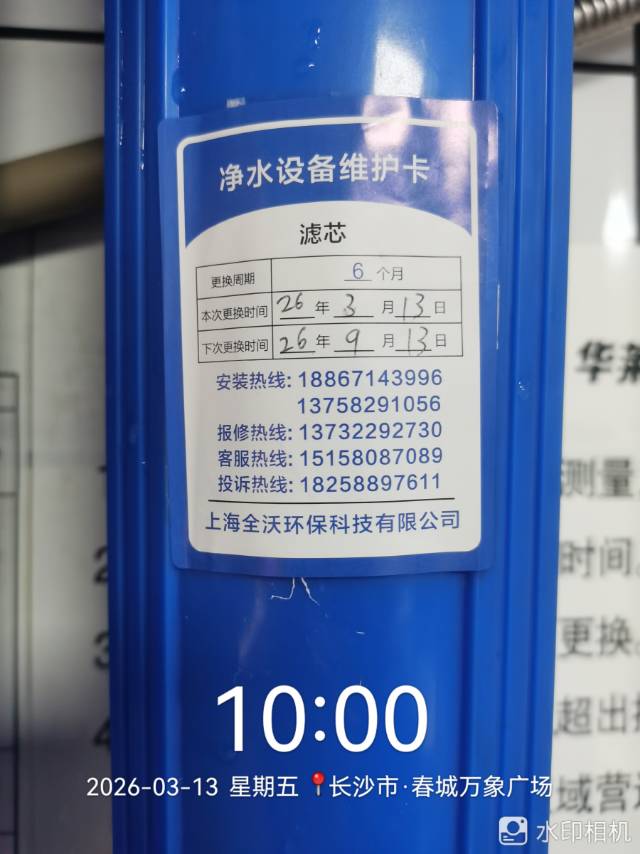 净水设备维护卡
滤芯
更换周期 6 个月
本次更换时间 26 年 3 月 13 日
下次更换时间 26 年 9 月 13 日
安装热线: 18867143996
13758291056
报修热线: 13732292730
客服热线: 15158087089
投诉热线: 18258897611
上海全沃环保科技有限公司
华莱
测量
时间
更换。
超出
域营
10:00
2026-03-13 星期五 长沙市·春城万象广场
水印相机